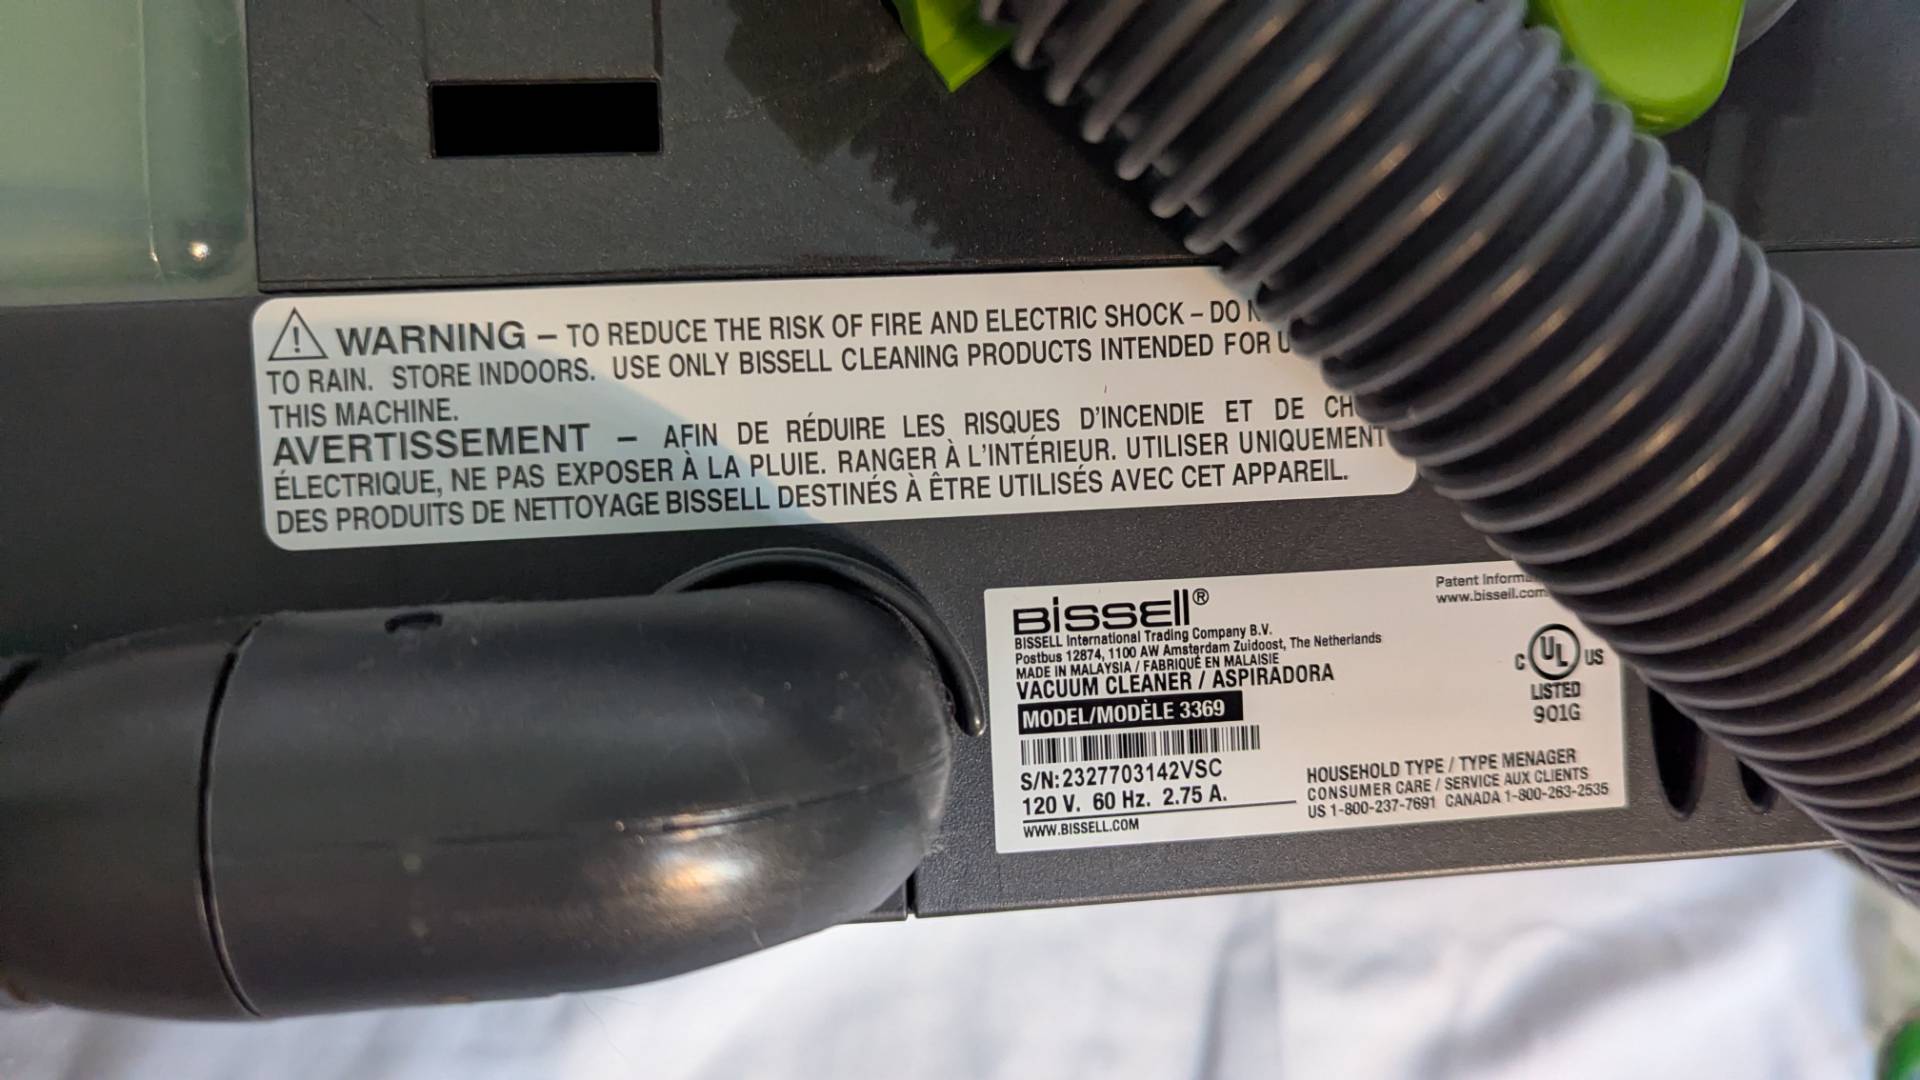 WARNING – TO REDUCE THE RISK OF FIRE AND ELECTRIC SHOCK – DO
TO RAIN. STORE INDOORS. USE ONLY BISSELL CLEANING PRODUCTS INTENDED FOR
THIS MACHINE.
AVERTISSEMENT – AFIN DE RÉDUIRE LES RISQUES D'INCENDIE ET DE
ÉLECTRIQUE, NE PAS EXPOSER À LA PLUIE. RANGER À L'INTÉRIEUR. UTILISER UNIQUEMENT
DES PRODUITS DE NETTOYAGE BISSELL DESTINÉS À ÊTRE UTILISÉS AVEC CET APPAREIL.
BISSELL®
BISSELL International Trading Company B.V.
Postbus 12874, 1100 AW Amsterdam Zuidoost, The Netherlands
MADE IN MALAYSIA / FABRIQUÉ EN MALAISIE
VACUUM CLEANER / ASPIRADORA
MODEL/MODÈLE 3369
S/N:2327703142VSC
120 V. 60 Hz. 2.75 A.
WWW.BISSELL.COM
Patent
www.bissell.com
C UL US
LISTED
901G
HOUSEHOLD TYPE / TYPE MENAGER
CONSUMER CARE / SERVICE AUX CLIENTS
US 1-800-237-7691 CANADA 1-800-263-2535